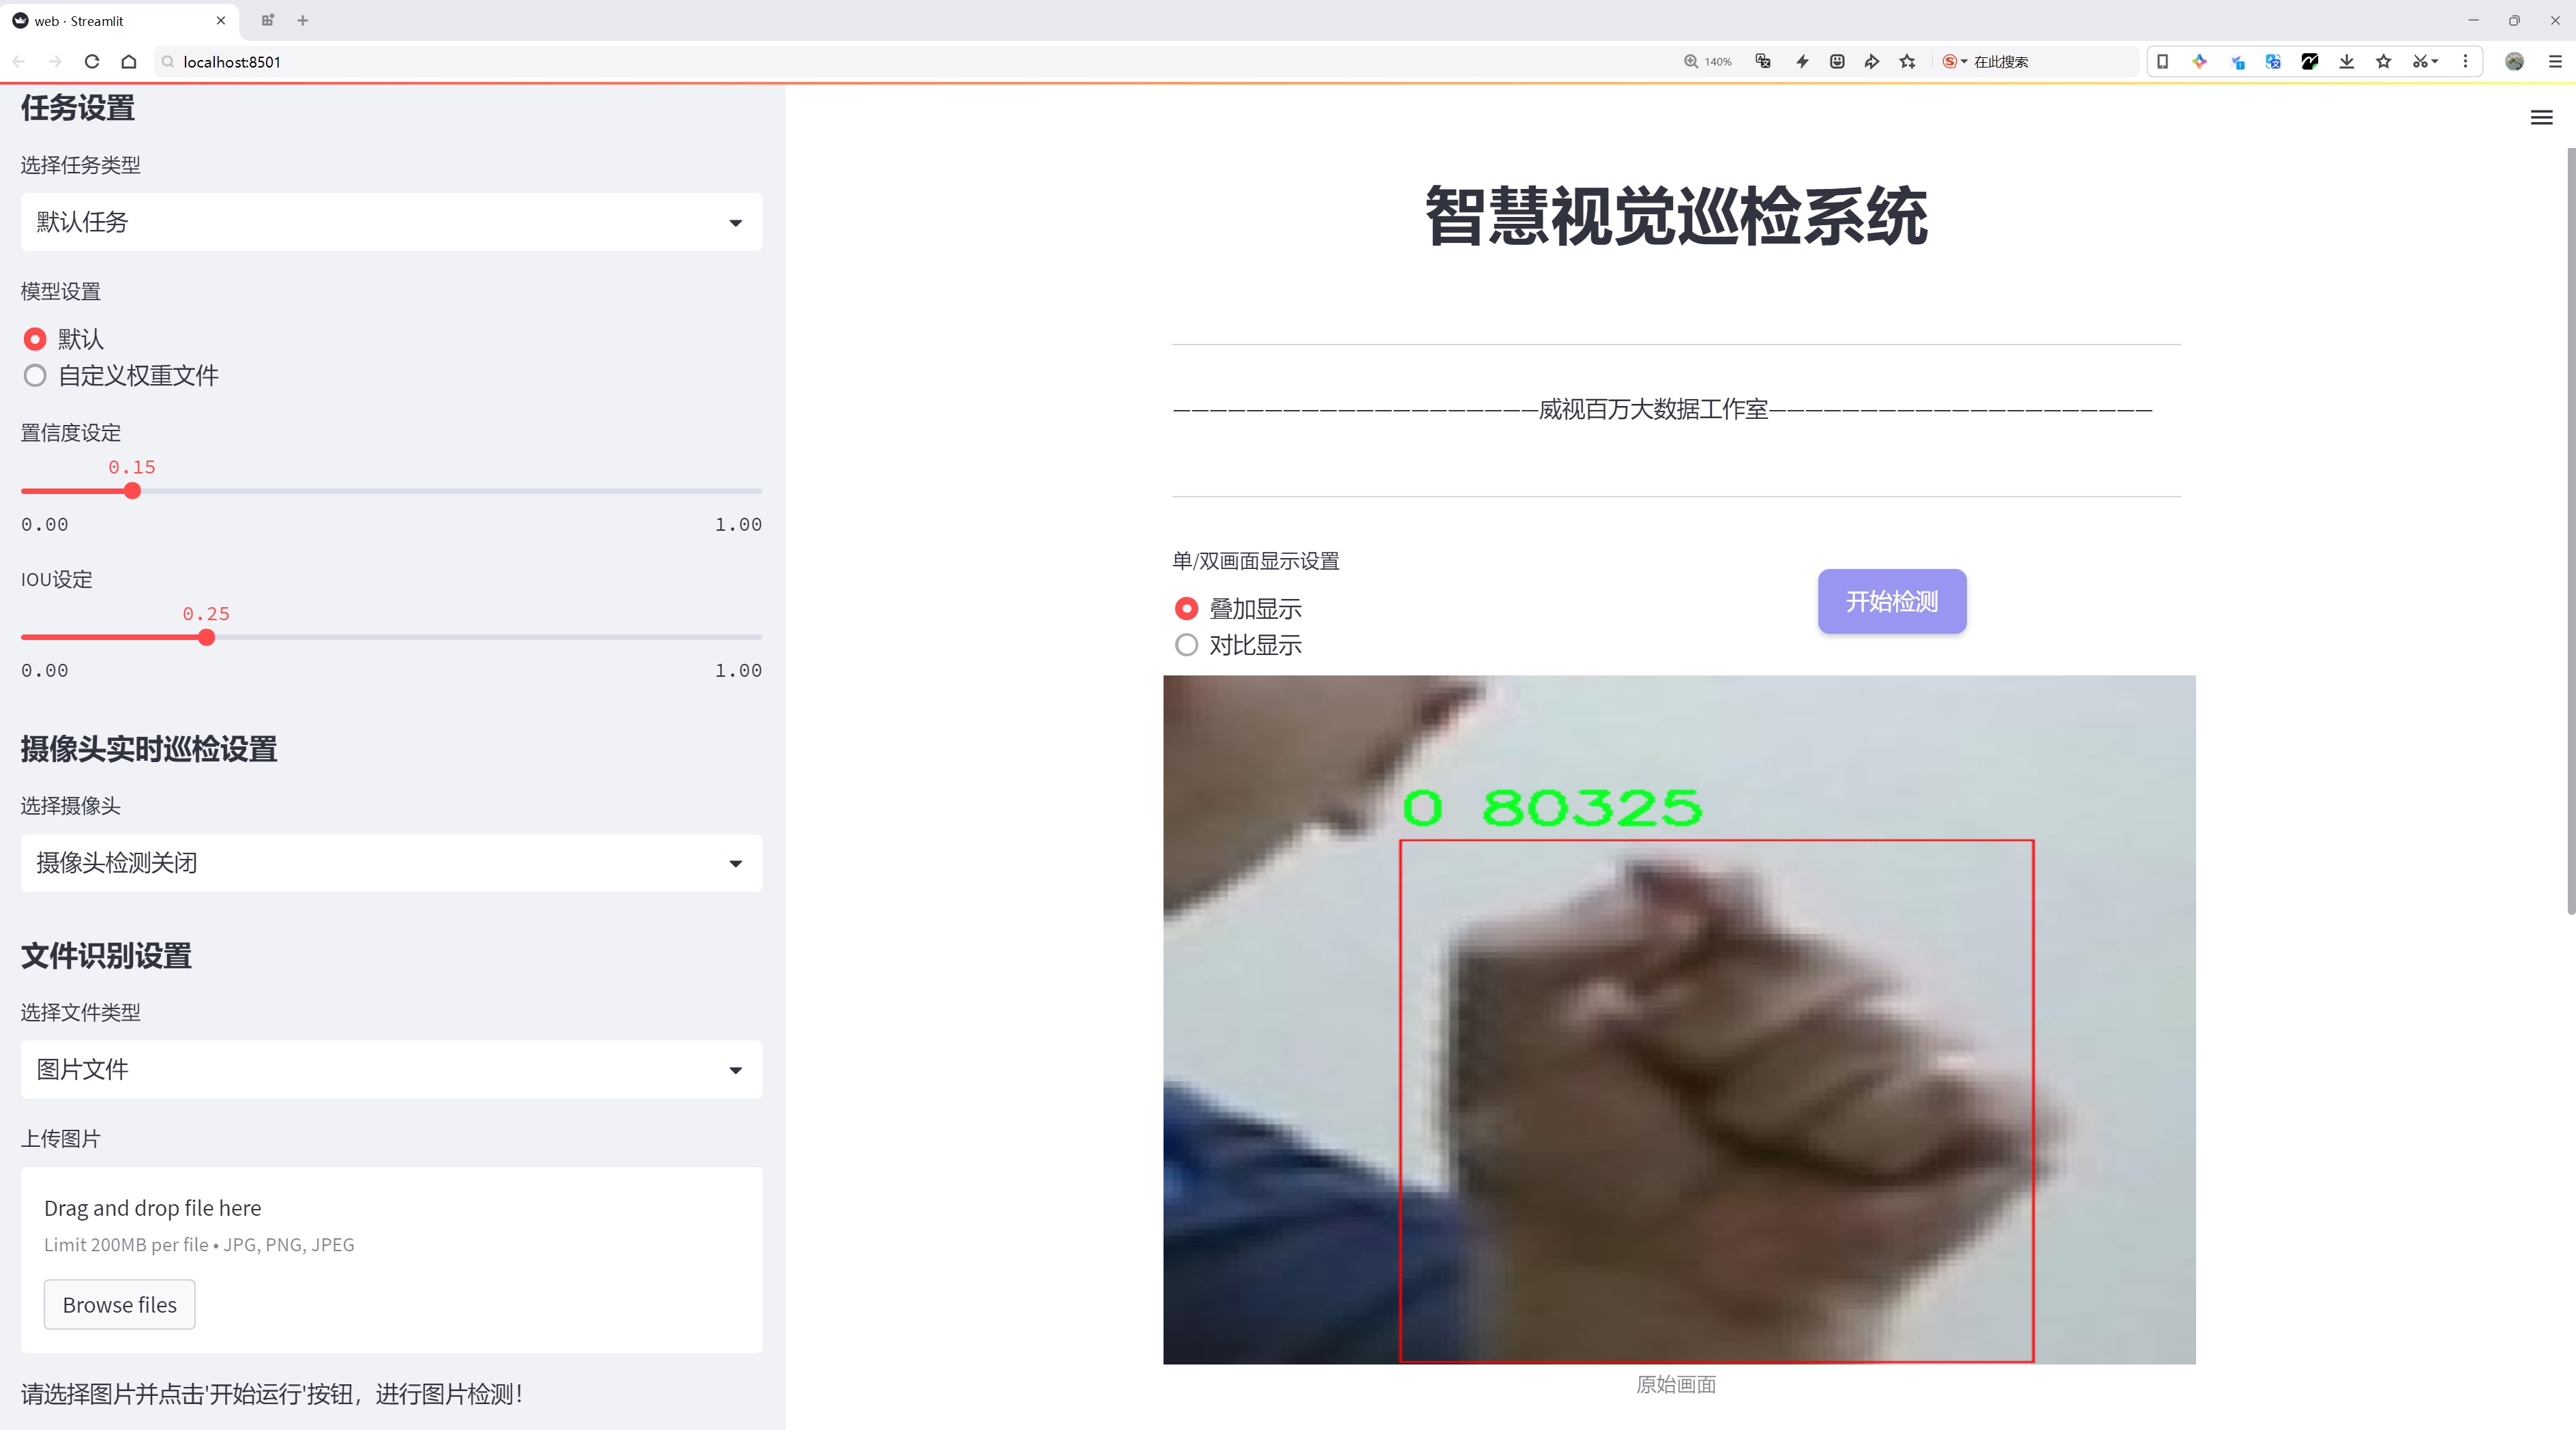 web · Streamlit
localhost:8501
140%
在此搜索
任务设置
选择任务类型
默认任务
模型设置
默认
自定义权重文件
置信度设定
0.15
0.00
1.00
IOU设定
0.25
0.00
1.00
摄像头实时巡检设置
选择摄像头
摄像头检测关闭
文件识别设置
选择文件类型
图片文件
上传图片
Drag and drop file here
Limit 200MB per file • JPG, PNG, JPEG
Browse files
请选择图片并点击'开始运行'按钮，进行图片检测！
智慧视觉巡检系统
————————————————————威视百万大数据工作室—————————————————————
单/双画面显示设置
叠加显示
对比显示
开始检测
0 80325
原始画面